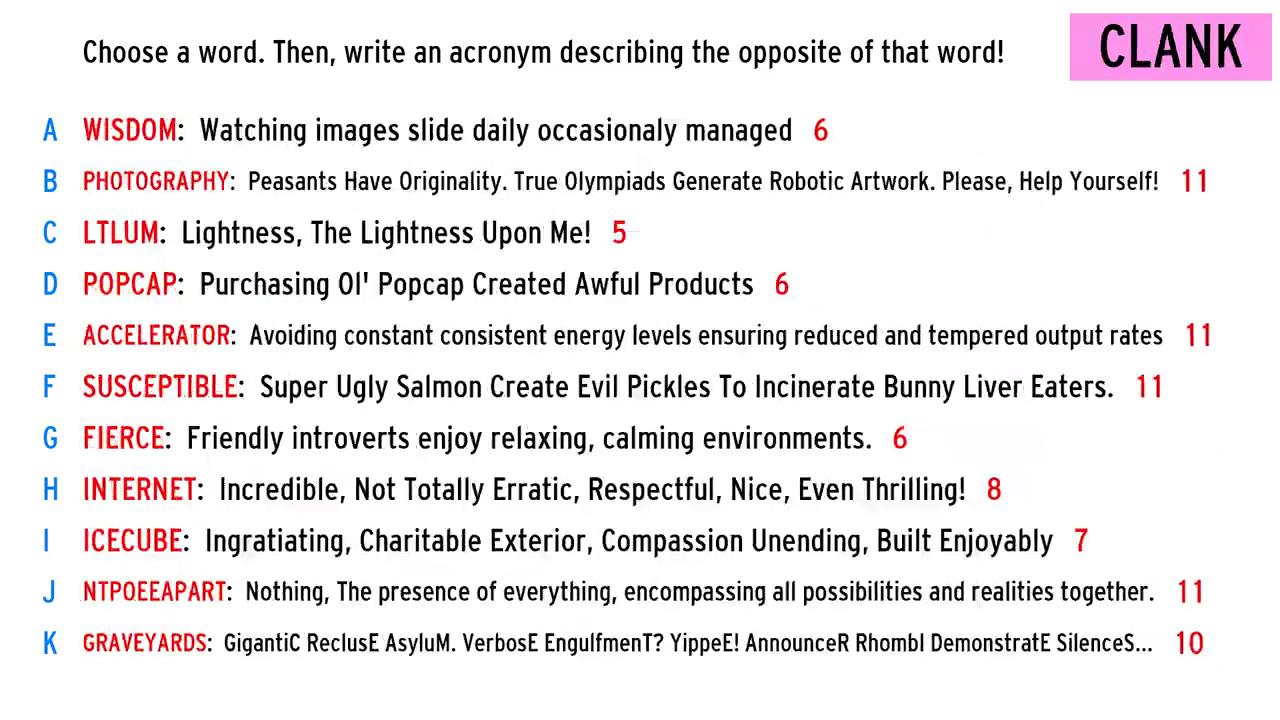 Choose a word. Then, write an acronym describing the opposite of that word!
CLANK
A WISDOM: Watching images slide daily occasionaly managed 6
B PHOTOGRAPHY: Peasants Have Originality. True Olympiads Generate Robotic Artwork. Please, Help Yourself! 11
C LTLUM: Lightness, The Lightness Upon Me! 5
D POPCAP: Purchasing Ol' Popcap Created Awful Products 6
E ACCELERATOR: Avoiding constant consistent energy levels ensuring reduced and tempered output rates 11
F SUSCEPTIBLE: Super Ugly Salmon Create Evil Pickles To Incinerate Bunny Liver Eaters. 11
G FIERCE: Friendly introverts enjoy relaxing, calming environments. 6
H INTERNET: Incredible, Not Totally Erratic, Respectful, Nice, Even Thrilling! 8
I ICECUBE: Ingratiating, Charitable Exterior, Compassion Unending, Built Enjoyably 7
J NTPOEEAPART: Nothing, The presence of everything, encompassing all possibilities and realities together. 11
K GRAVEYARDS: GigantiC ReclusE AsyluM. VerbosE EngulfmenT? YippeE! AnnounceR RhombI DemonstratE SilenceS... 10